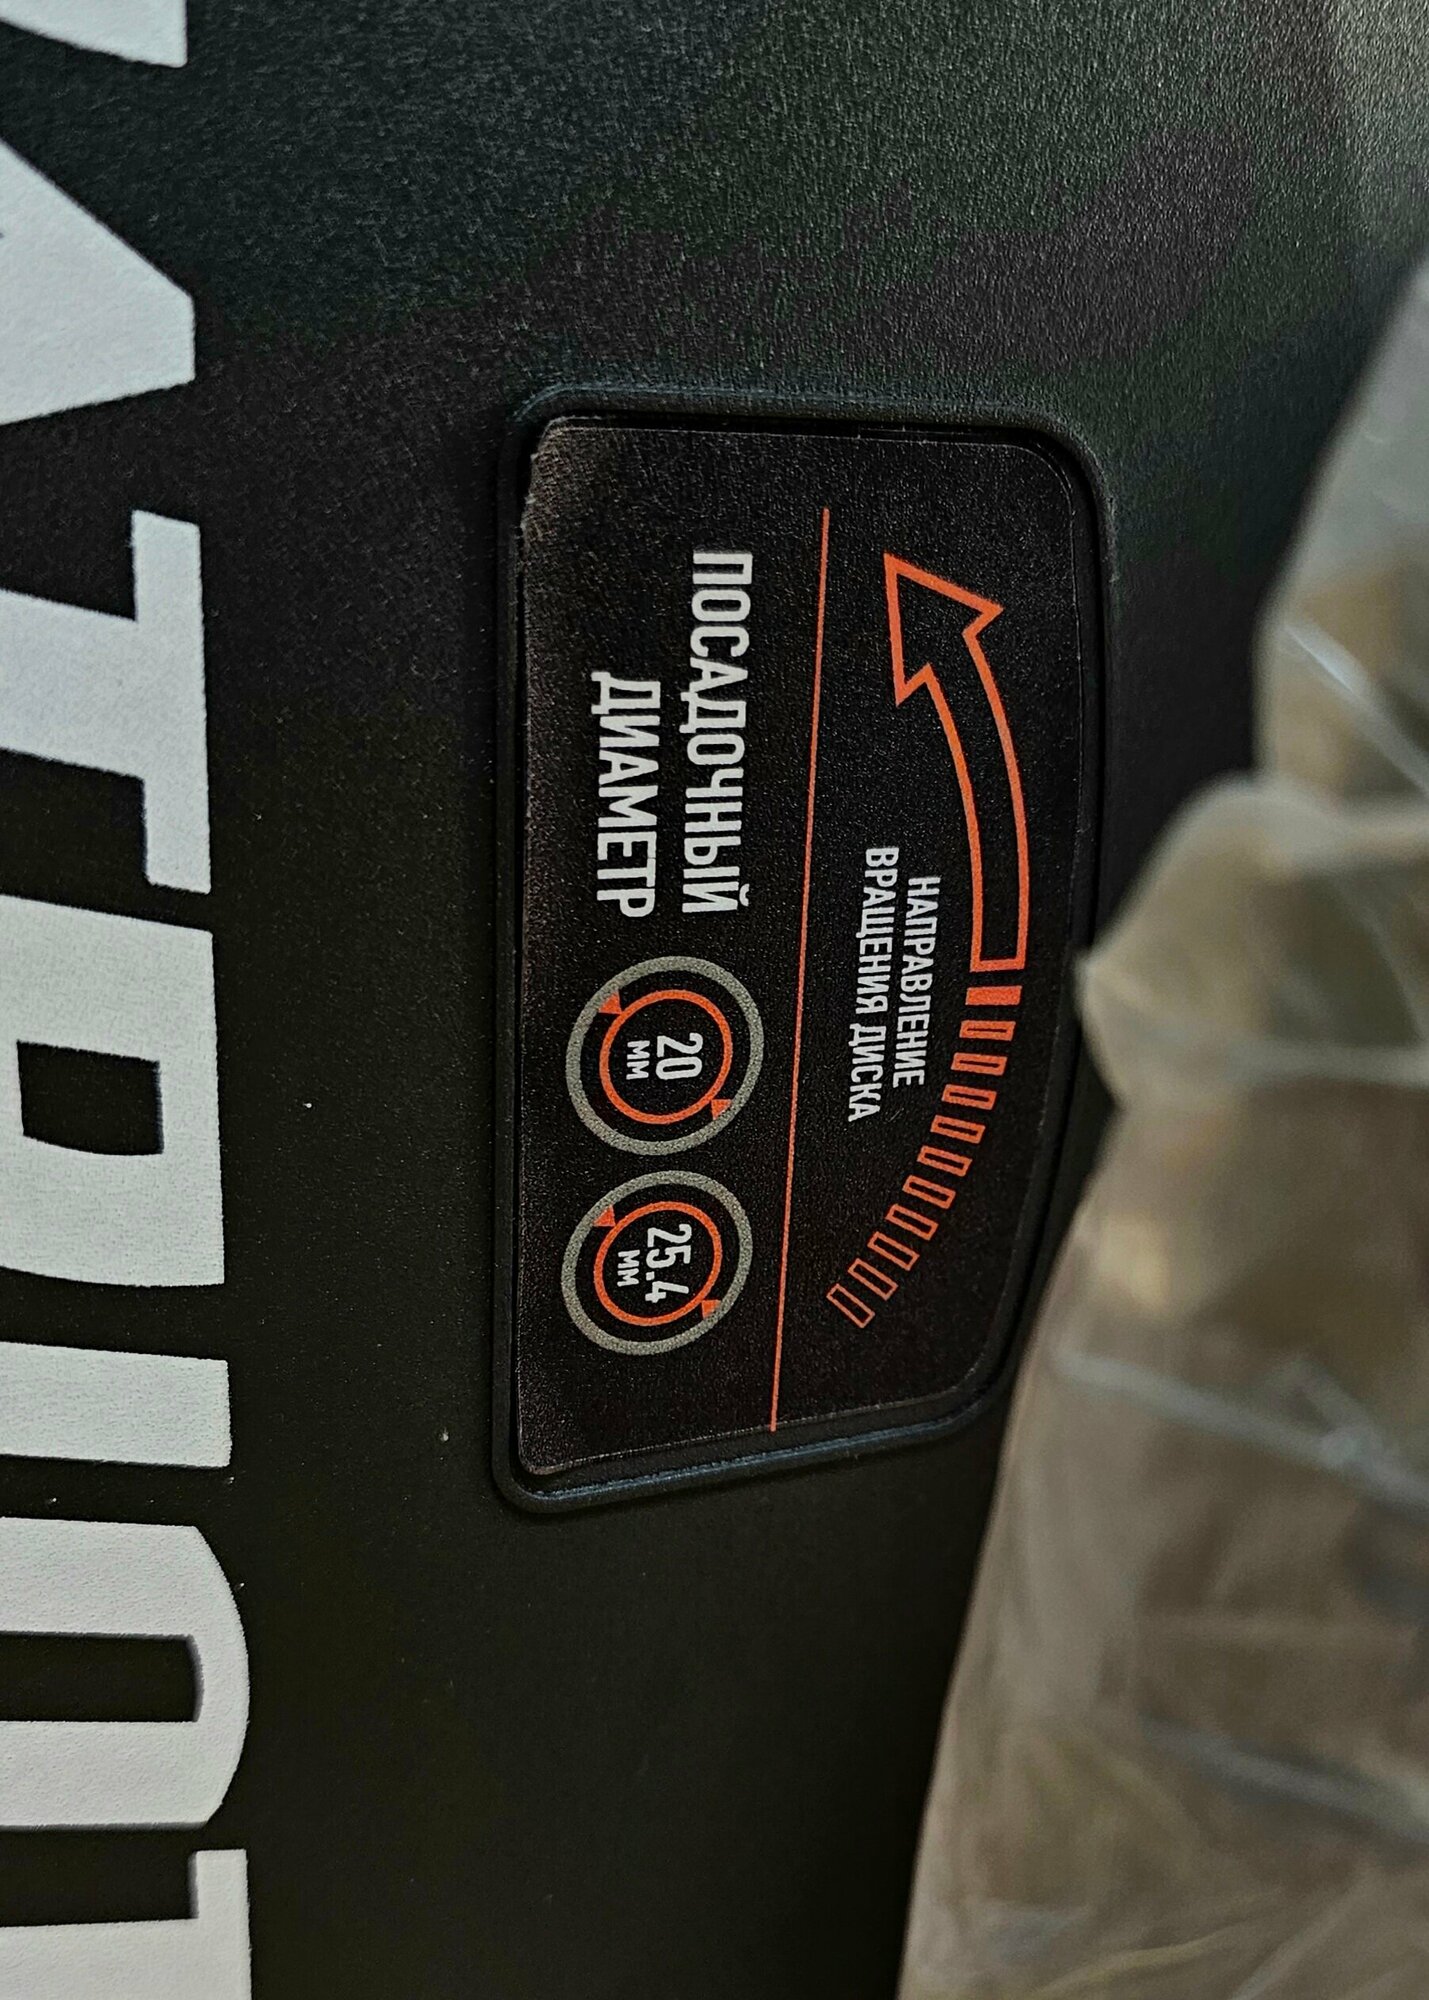 НАПРАВЛЕНИЕ
ВРАЩЕНИЯ ДИСКА
ПОСАДОЧНЫЙ
ДИАМЕТР
20
мм
25.4
мм